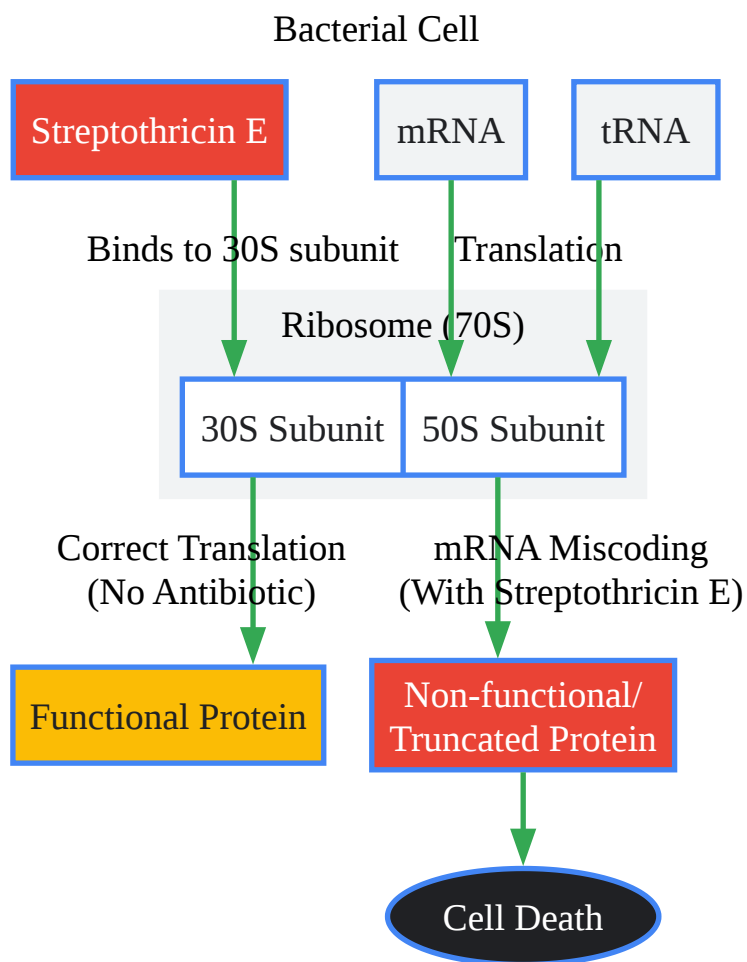 Bacterial Cell
Streptothricin E
mRNA
tRNA
Binds to 30S subunit
Translation
Ribosome (70S)
30S Subunit
50S Subunit
Correct Translation
(No Antibiotic)
mRNA Miscoding
(With Streptothricin E)
Functional Protein
Non-functional/
Truncated Protein
Cell Death